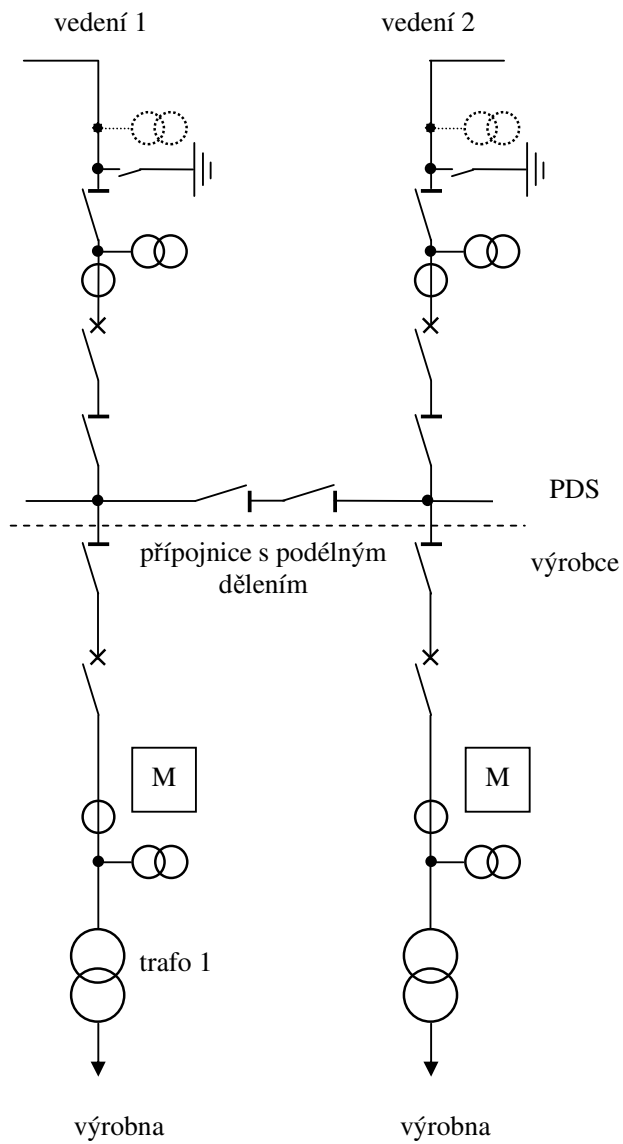 vedení 1
vedení 2
PDS
přípojnice s podélným
dělením
výrobce
M
M
trafo 1
výrobna
výrobna